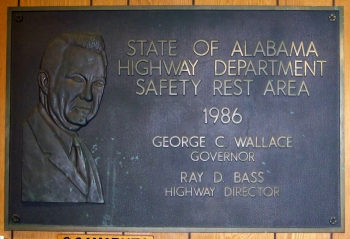 STATE OF ALABAMA
HIGHWAY DEPARTMENT
SAFETY REST AREA
1986
GEORGE C WALLACE
GOVERNOR
RAY D. BASS
HIGHWAY DIRECTOR